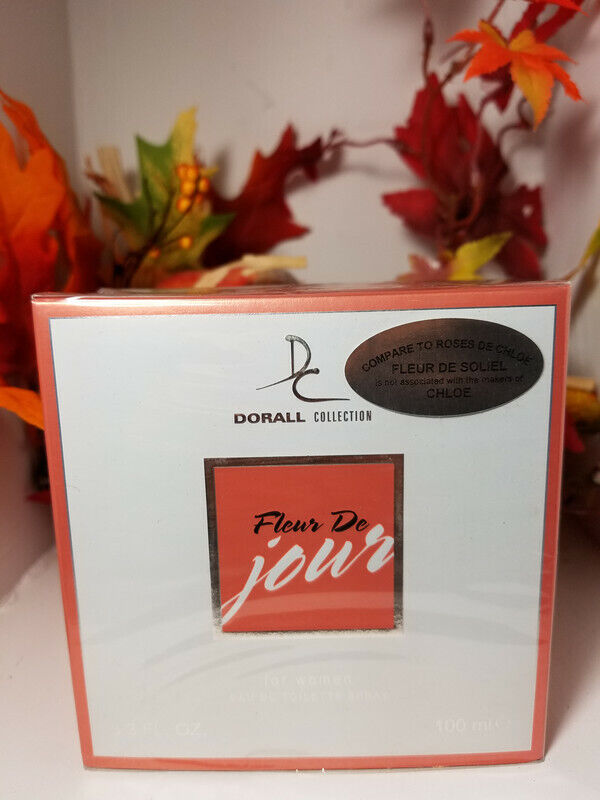 DC
DORALL COLLECTION
COMPARE TO ROSES DE CHLOE
FLEUR DE SOLIEL
is not associated with the makers of
CHLOE
Fleur De
jour
for women
EAU DE TOILETTE SPRAY
3.3 FL. OZ.
100 ml e